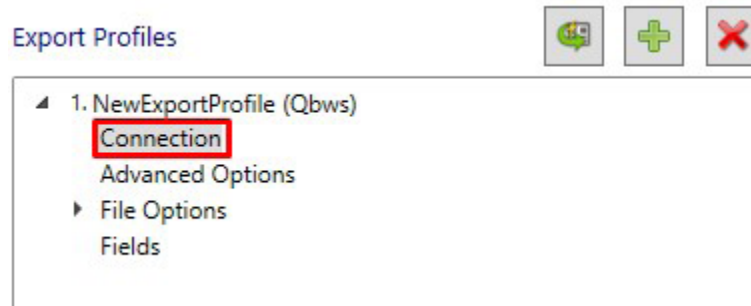 Export Profiles
1. NewExportProfile (Qbws)
Connection
Advanced Options
File Options
Fields